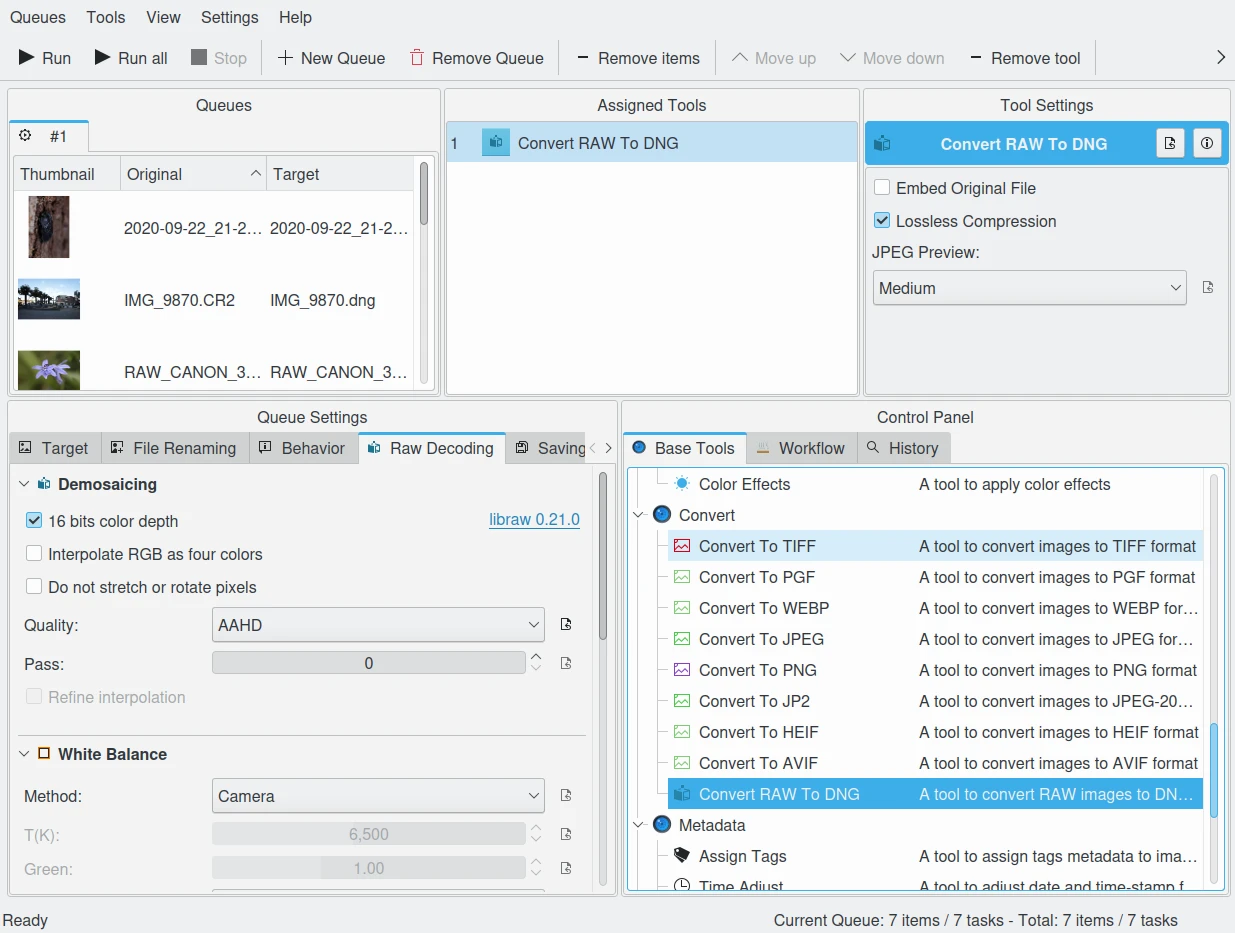 Queues Tools View Settings Help
Run Run all Stop New Queue Remove Queue Remove items Move up Move down Remove tool
Queues
#1
Thumbnail Original Target
2020-09-22_21-2... 2020-09-22_21-2...
IMG_9870.CR2 IMG_9870.dng
RAW_CANON_3... RAW_CANON_3...
Assigned Tools
1 Convert RAW To DNG
Tool Settings
Convert RAW To DNG
Embed Original File
Lossless Compression
JPEG Preview:
Medium
Queue Settings
Target File Renaming Behavior Raw Decoding Saving
Demosaicing
16 bits color depth libraw 0.21.0
Interpolate RGB as four colors
Do not stretch or rotate pixels
Quality: AAHD
Pass: 0
Refine interpolation
White Balance
Method: Camera
T(K): 6,500
Green: 1.00
Control Panel
Base Tools Workflow History
Color Effects A tool to apply color effects
Convert
Convert To TIFF A tool to convert images to TIFF format
Convert To PGF A tool to convert images to PGF format
Convert To WEBP A tool to convert images to WEBP for...
Convert To JPEG A tool to convert images to JPEG for...
Convert To PNG A tool to convert images to PNG format
Convert To JP2 A tool to convert images to JPEG-20...
Convert To HEIF A tool to convert images to HEIF format
Convert To AVIF A tool to convert images to AVIF format
Convert RAW To DNG A tool to convert RAW images to DN...
Metadata
Assign Tags A tool to assign tags metadata to ima...
Time Adjust A tool to adjust date and time-stamp f
Ready Current Queue: 7 items / 7 tasks - Total: 7 items / 7 tasks